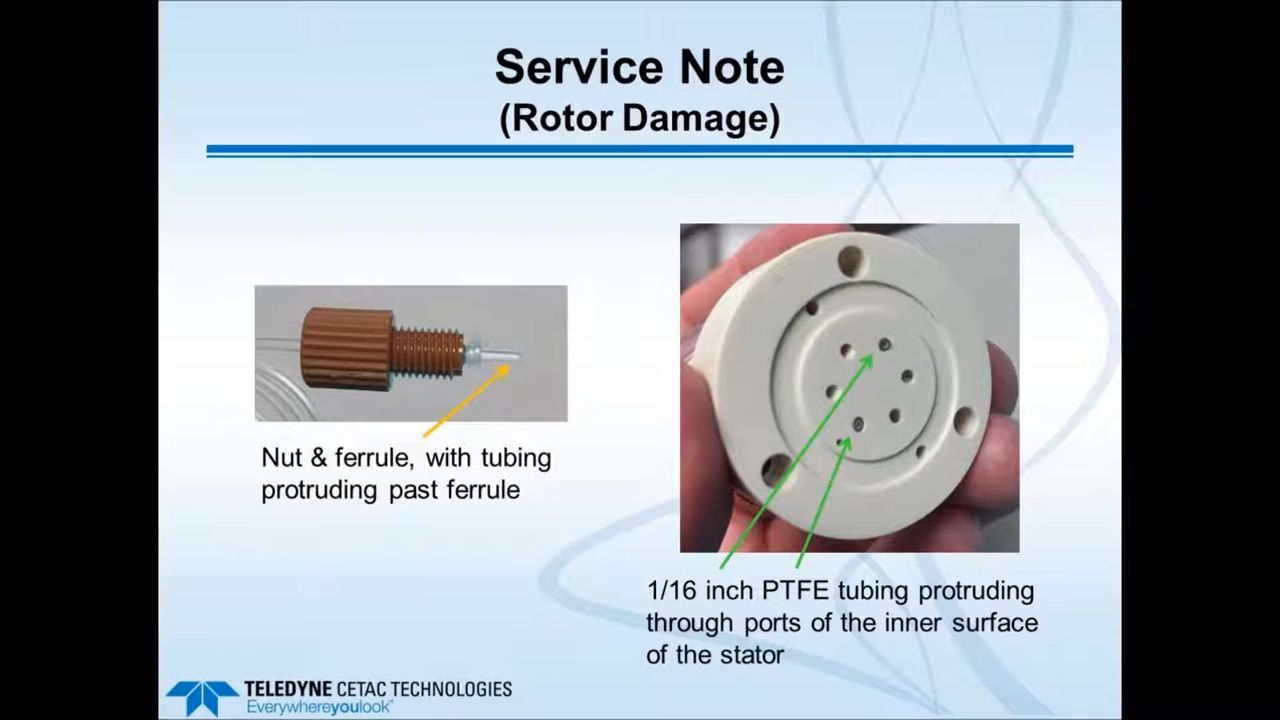 Service Note
(Rotor Damage)
Nut & ferrule, with tubing
protruding past ferrule
1/16 inch PTFE tubing protruding
through ports of the inner surface
of the stator
TELEDYNE CETAC TECHNOLOGIES
Everywhereyoulook™